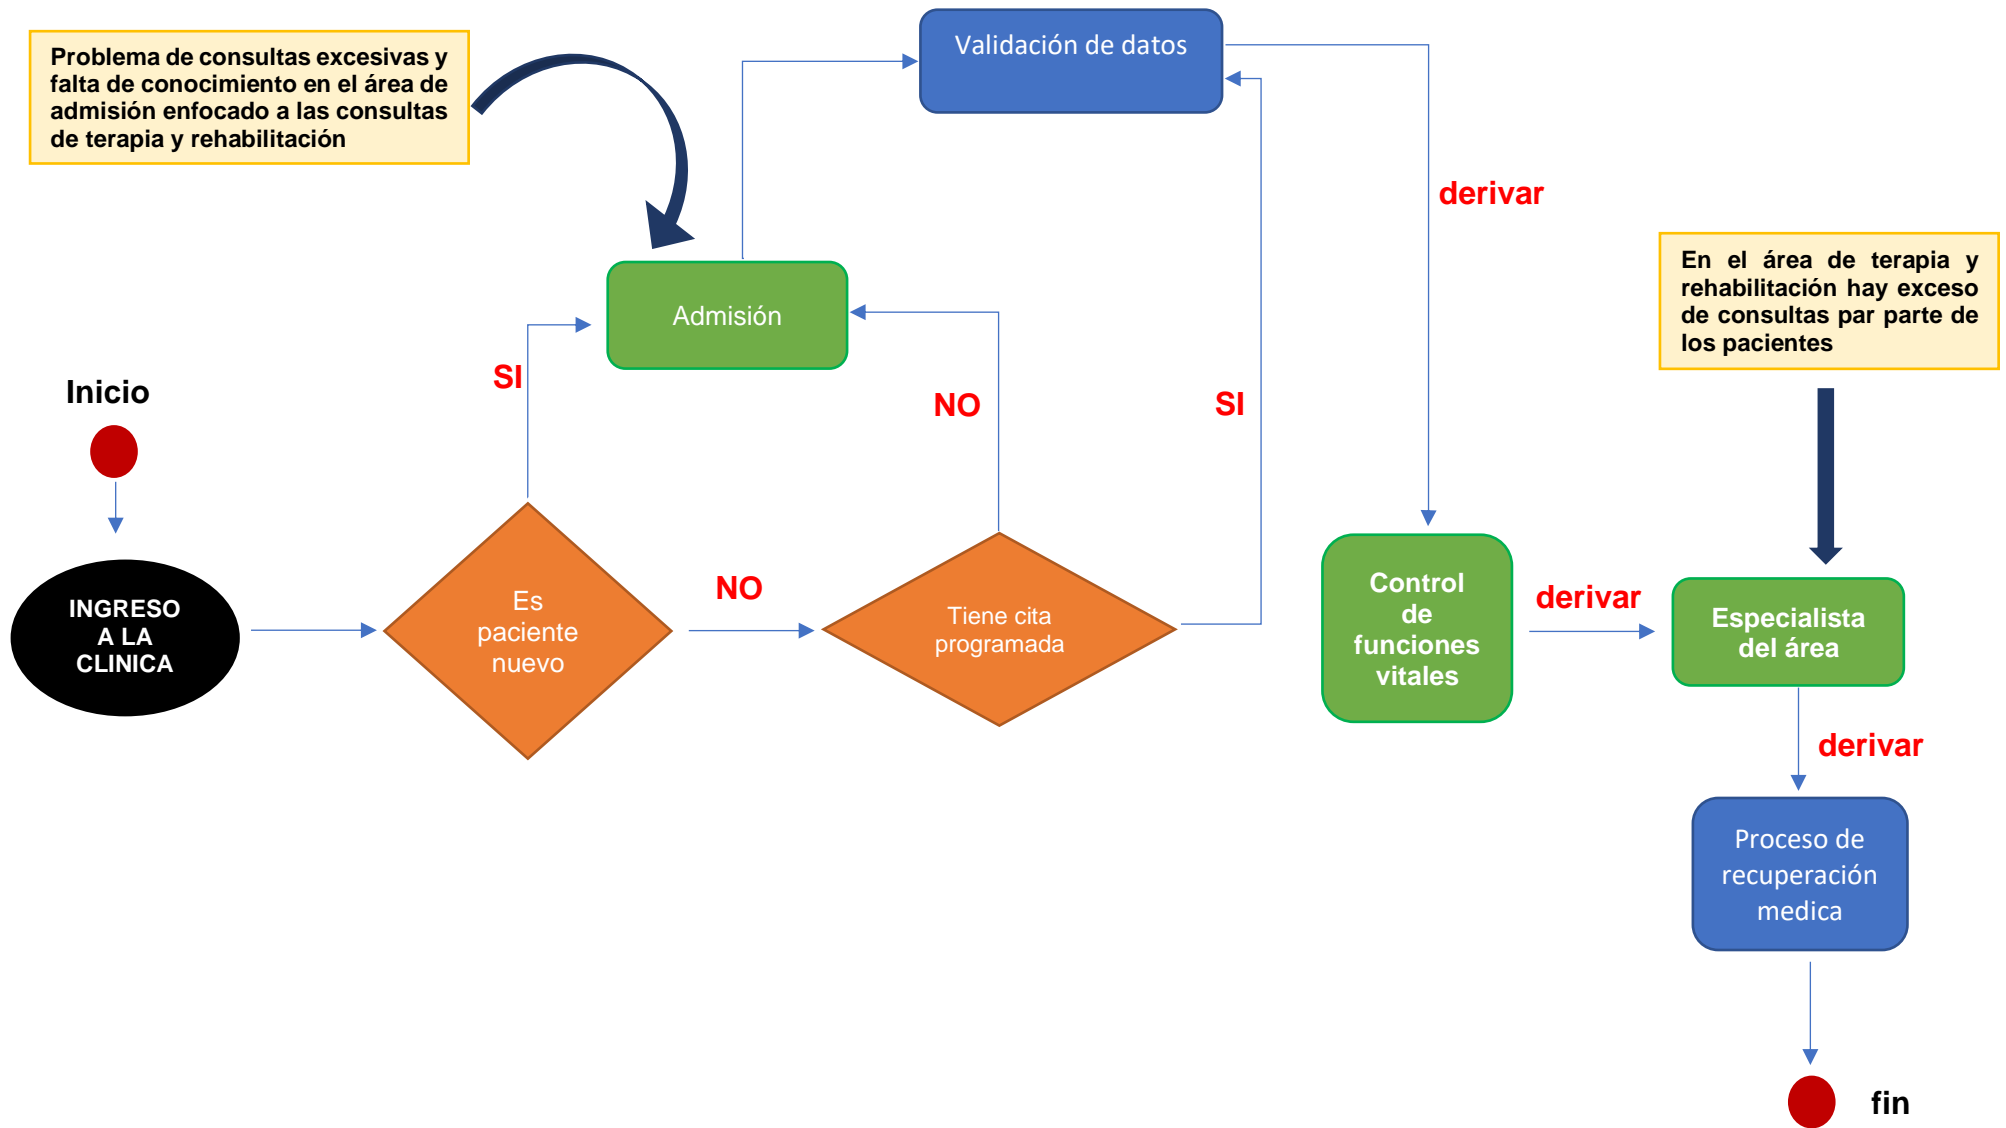 Problema de consultas excesivas y
falta de conocimiento en el área de
admisión enfocado a las consultas
de terapia y rehabilitación
Validación de datos
derivar
En el área de terapia y
rehabilitación hay exceso
de consultas par parte de
los pacientes
Admisión
SI
NO
SI
Inicio
INGRESO
A LA
CLINICA
Es
paciente
nuevo
NO
Tiene cita
programada
Control
de
funciones
vitales
derivar
Especialista
del área
derivar
Proceso de
recuperación
medica
fin